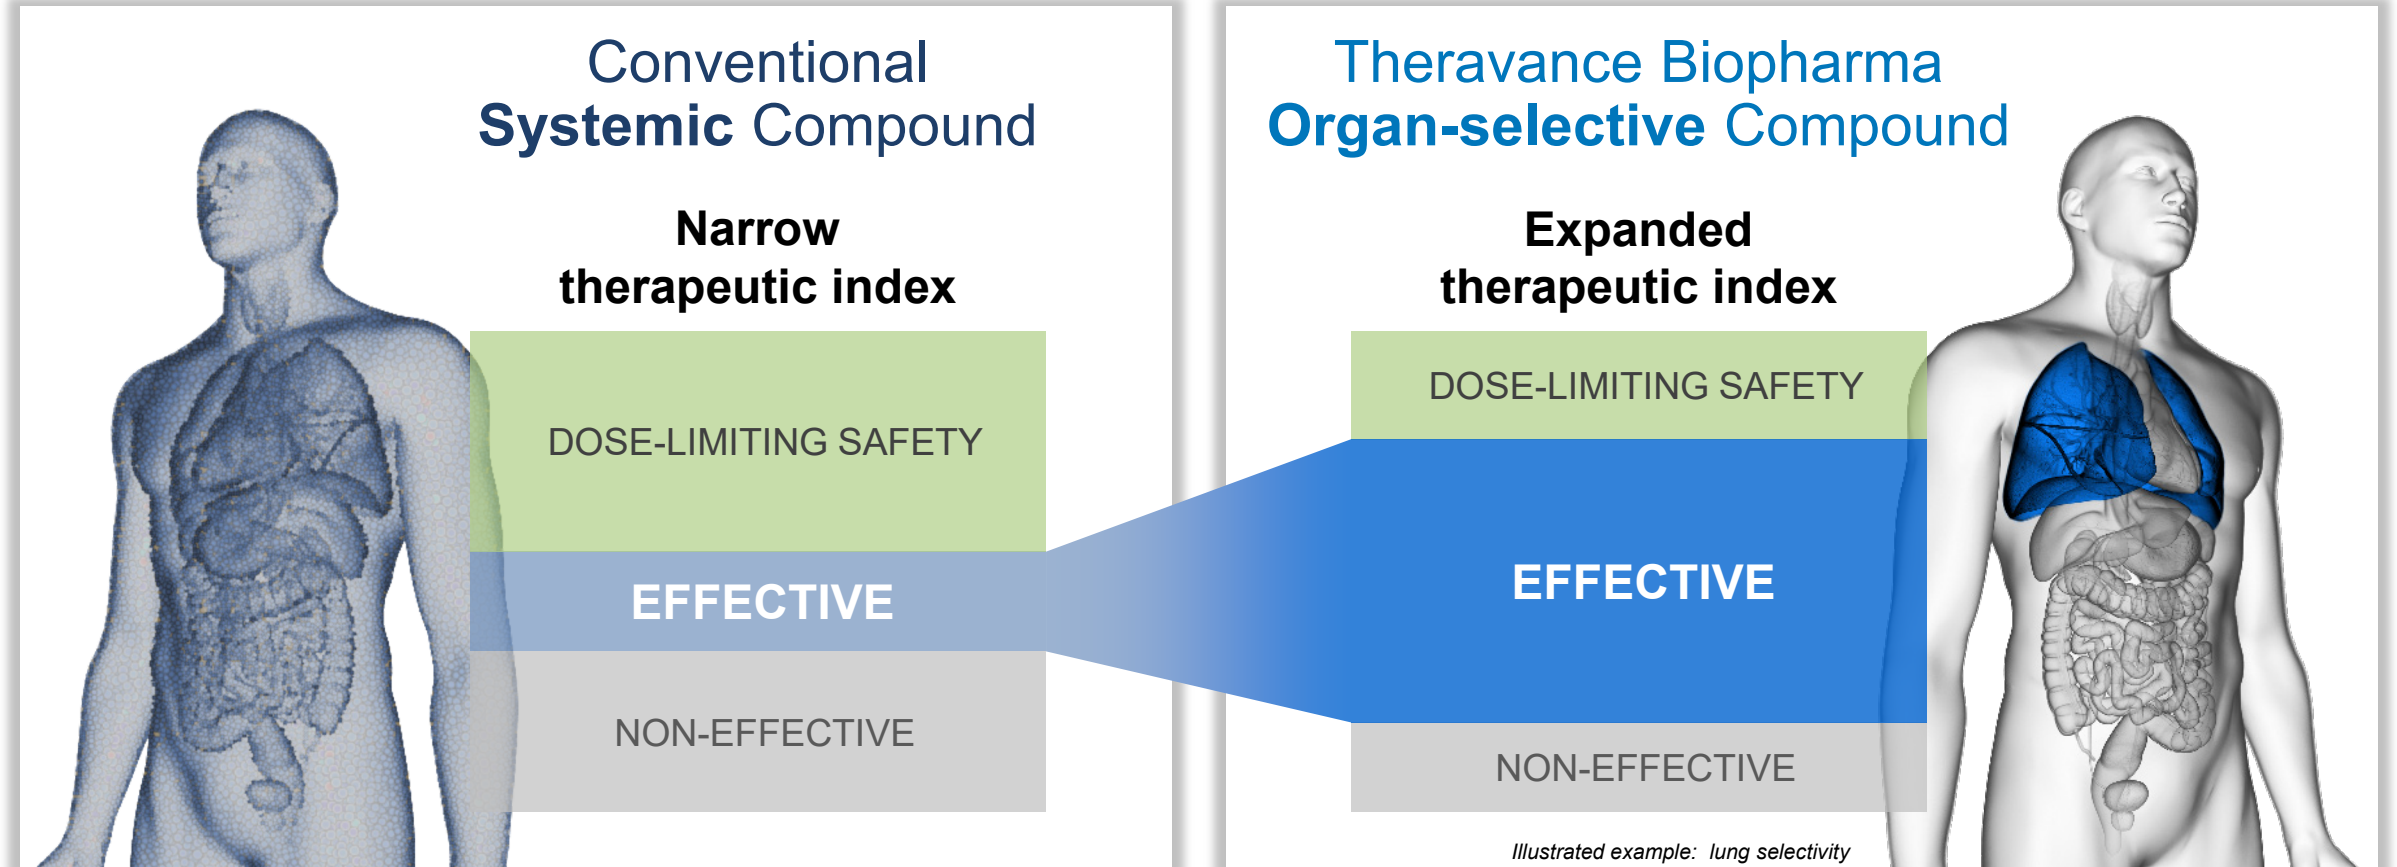 Conventional
Systemic Compound
Narrow
therapeutic index
DOSE-LIMITING SAFETY
EFFECTIVE
NON-EFFECTIVE
Theravance Biopharma
Organ-selective Compound
Expanded
therapeutic index
DOSE-LIMITING SAFETY
EFFECTIVE
NON-EFFECTIVE
Illustrated example: lung selectivity